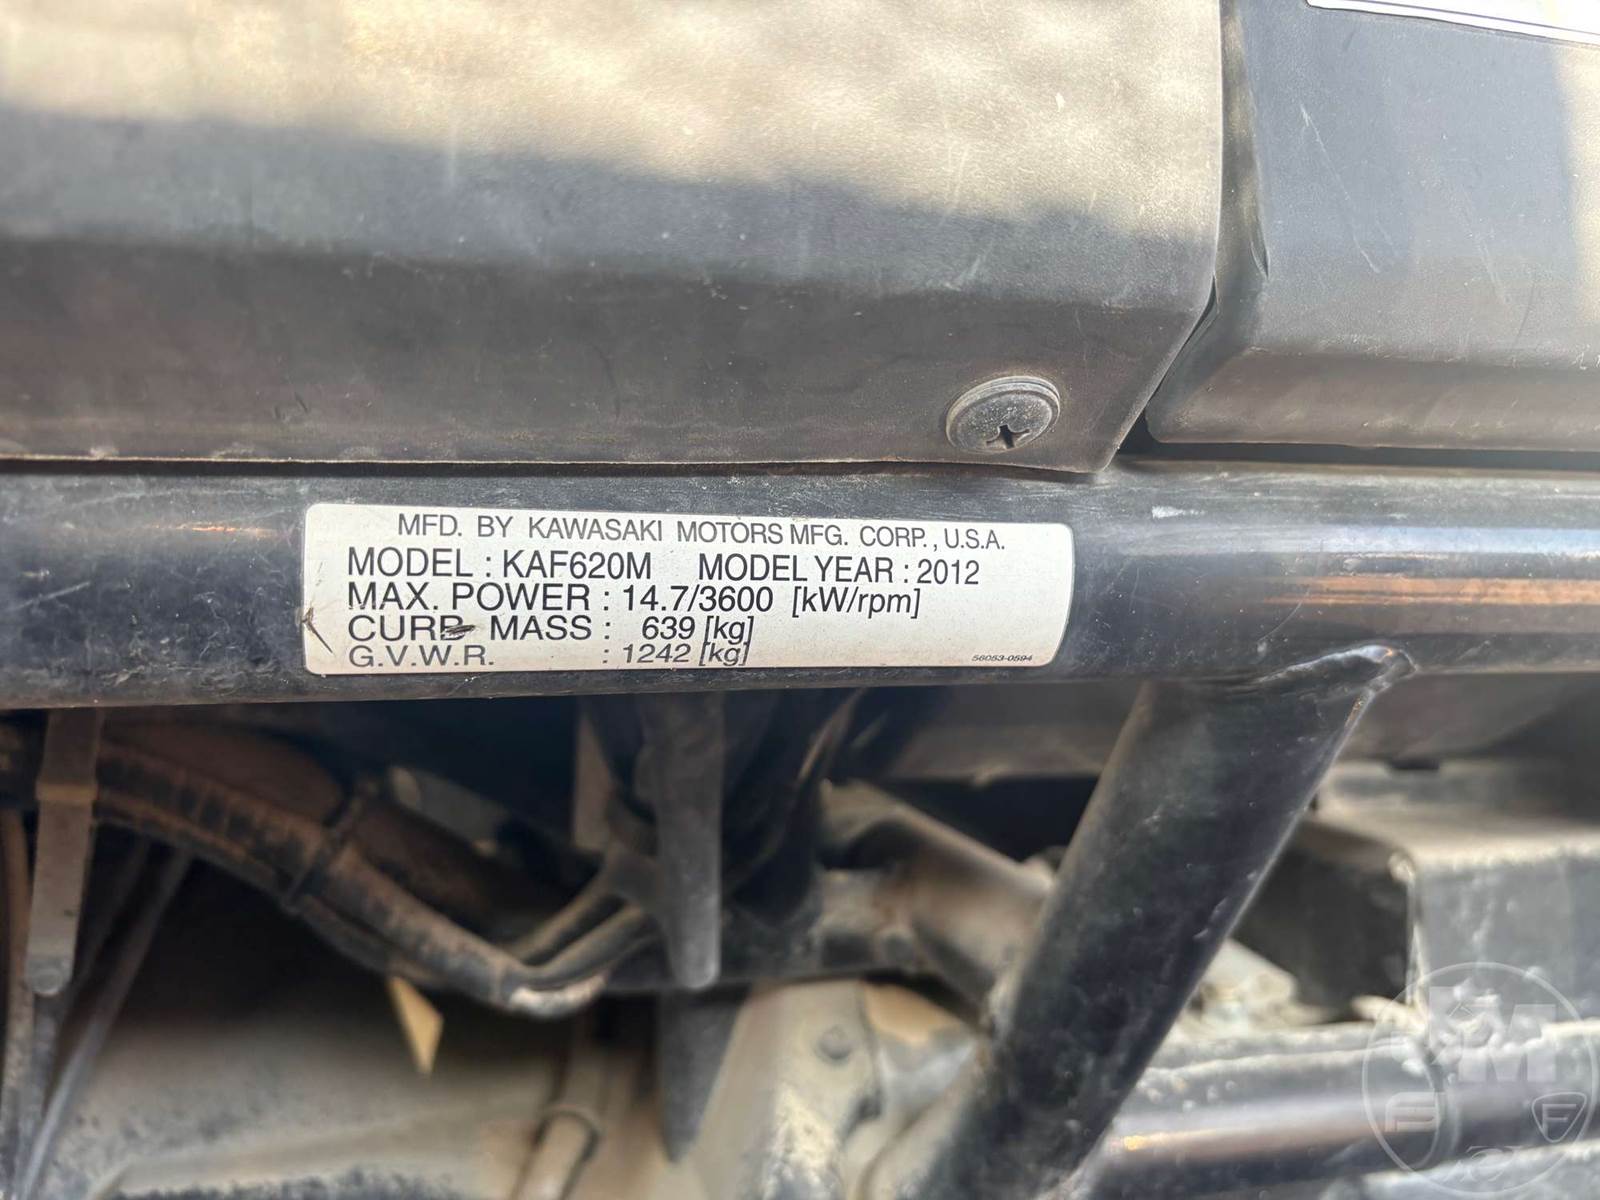 MFD. BY KAWASAKI MOTORS MFG. CORP., U.S.A.
MODEL : KAF620M MODEL YEAR : 2012
MAX. POWER : 14.7/3600 [kW/rpm]
CURB MASS : 639 [kg]
G.V.W.R. : 1242 [kg]
56053-0594